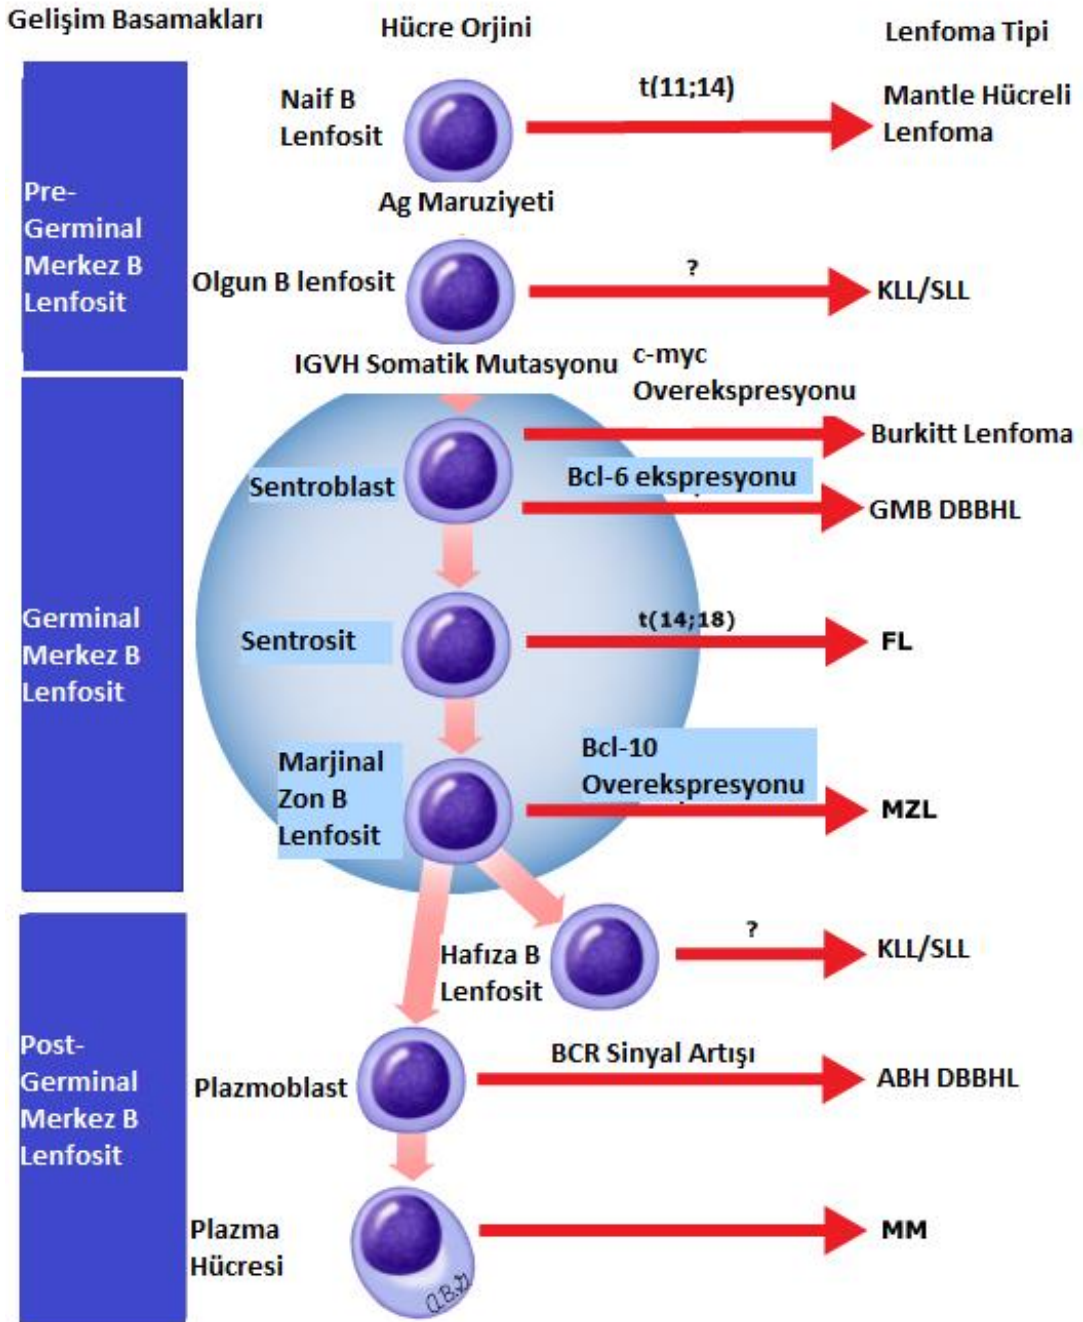 Gelişim Basamakları
Hücre Orjini
Lenfoma Tipi
Pre-
Germinal
Merkez B
Lenfosit
Naif B
Lenfosit
t(11;14)
Mantle Hücreli
Lenfoma
Ag Maruziyeti
Olgun B lenfosit
?
KLL/SLL
IGVH Somatik Mutasyonu
c-myc
Overekspresyonu
Germinal
Merkez B
Lenfosit
Sentroblast
Burkitt Lenfoma
Bcl-6 ekspresyonu
GMB DBBHL
Sentrosit
t(14;18)
FL
Marjinal
Zon B
Lenfosit
Bcl-10
Overekspresyonu
MZL
Post-
Germinal
Merkez B
Lenfosit
Hafıza B
Lenfosit
?
KLL/SLL
Plazmoblast
BCR Sinyal Artışı
ABH DBBHL
Plazma
Hücresi
MM